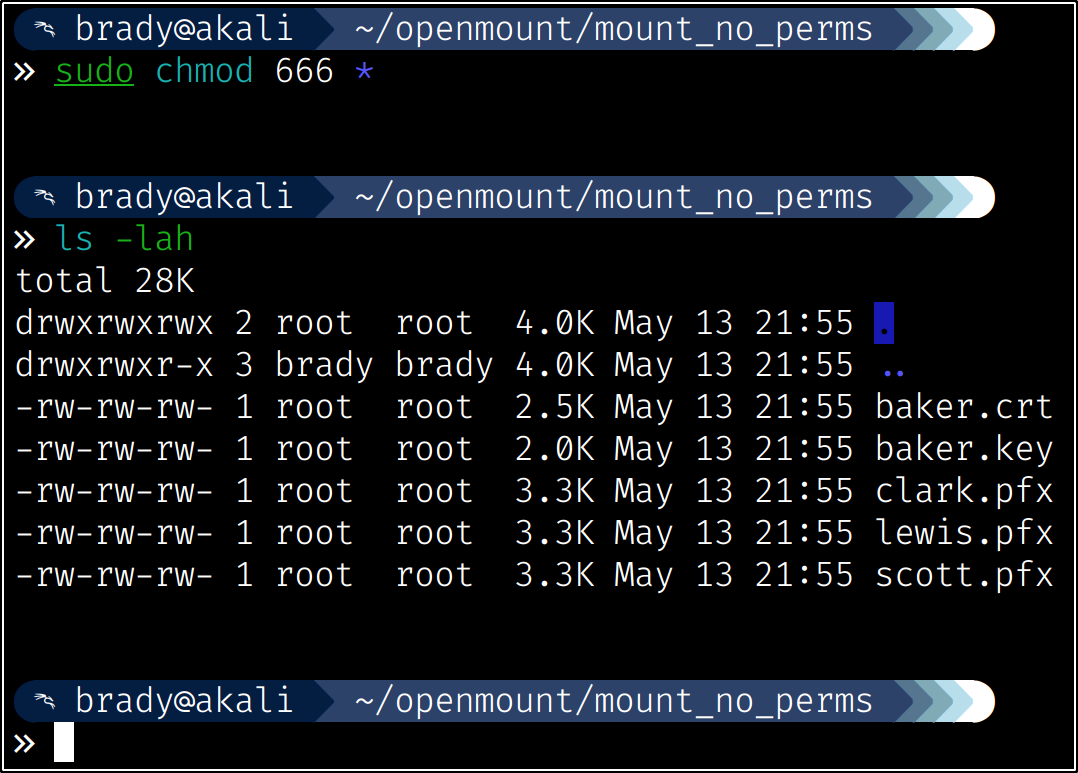 brady@akali ~/openmount/mount_no_perms
» sudo chmod 666 *
brady@akali ~/openmount/mount_no_perms
» ls -lah
total 28K
drwxrwxrwx 2 root  root  4.0K May 13 21:55 .
drwxrwxr-x 3 brady brady 4.0K May 13 21:55 ..
-rw-rw-rw- 1 root  root  2.5K May 13 21:55 baker.crt
-rw-rw-rw- 1 root  root  2.0K May 13 21:55 baker.key
-rw-rw-rw- 1 root  root  3.3K May 13 21:55 clark.pfx
-rw-rw-rw- 1 root  root  3.3K May 13 21:55 lewis.pfx
-rw-rw-rw- 1 root  root  3.3K May 13 21:55 scott.pfx
brady@akali ~/openmount/mount_no_perms
»